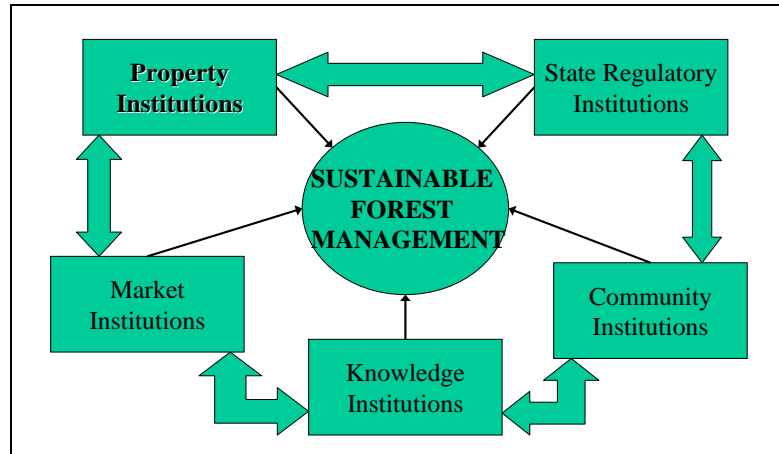 Property
Institutions
State Regulatory
Institutions
SUSTAINABLE
FOREST
MANAGEMENT
Market
Institutions
Community
Institutions
Knowledge
Institutions